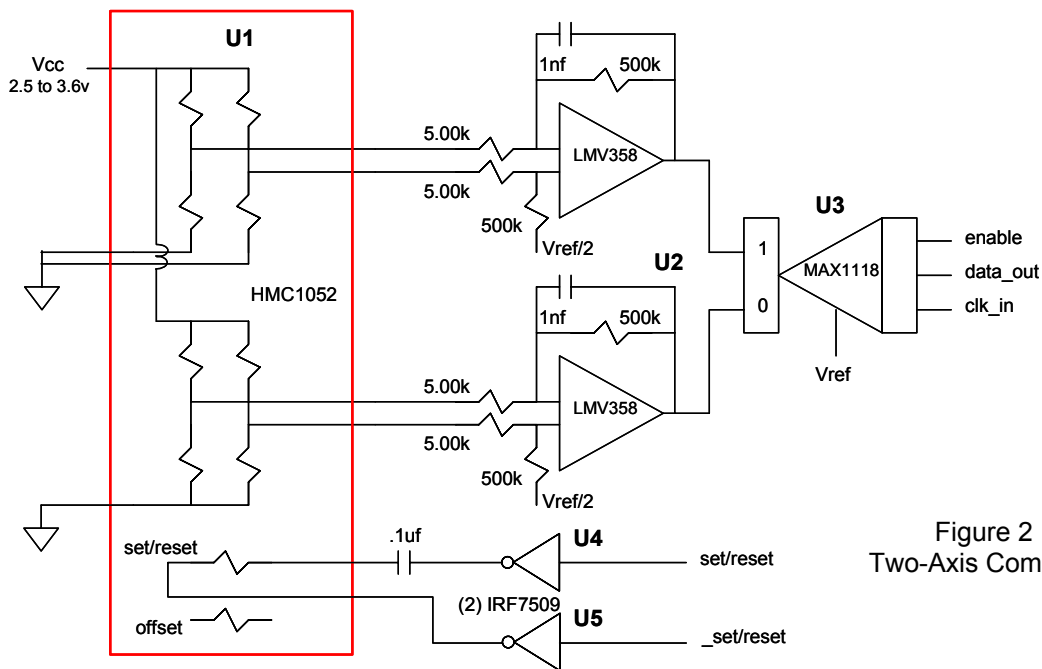 U1
Vcc
2.5 to 3.6v
1nf
500k
5.00k
LMV358
5.00k
500k
Vref/2
U3
enable
1
MAX1118
data_out
0
clk_in
U2
HMC1052
1nf
500k
Vref
5.00k
LMV358
5.00k
500k
Vref/2
.1uf
U4
set/reset
set/reset
Figure 2
Two-Axis Com
(2) IRF7509
U5
offset
_set/reset